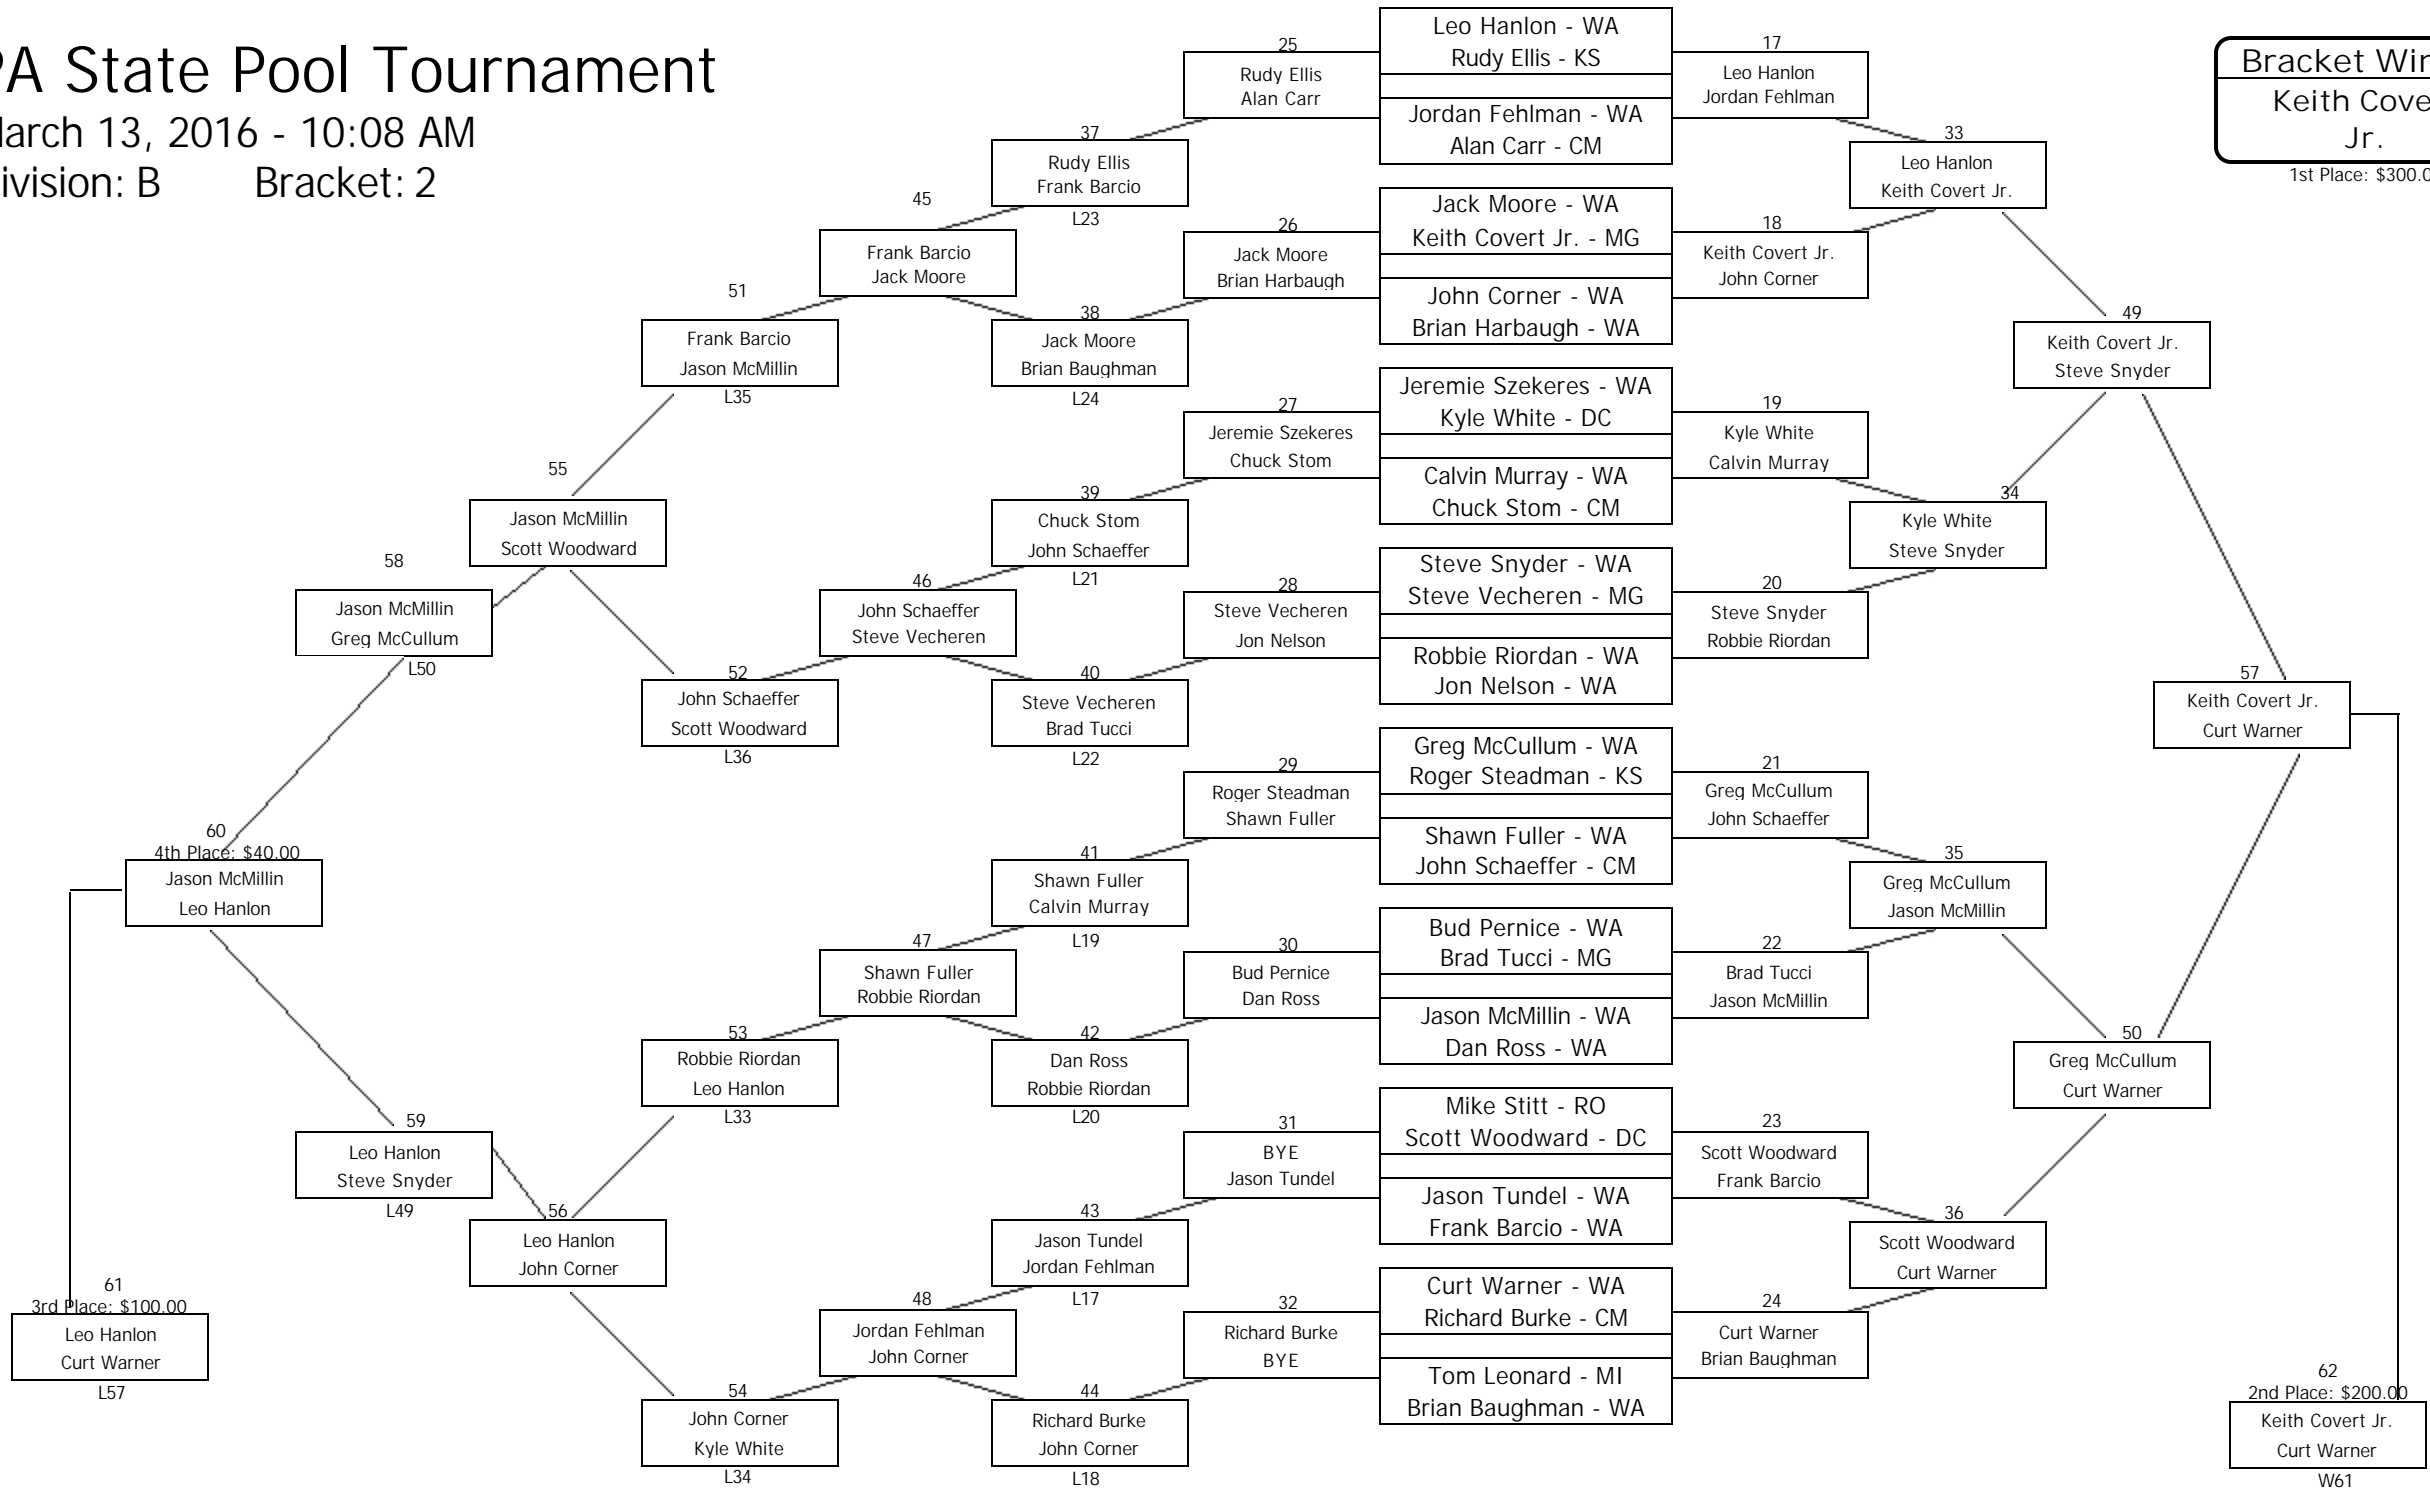 PA State Pool Tournament
March 13, 2016 - 10:08 AM
Division: B Bracket: 2
Bracket Win
Keith Cove
Jr.
1st Place: $300.0
Leo Hanlon - WA
Rudy Ellis - KS
Jordan Fehlman - WA
Alan Carr - CM
Jack Moore - WA
Keith Covert Jr. - MG
John Corner - WA
Brian Harbaugh - WA
Jeremie Szekeres - WA
Kyle White - DC
Calvin Murray - WA
Chuck Stom - CM
Steve Snyder - WA
Steve Vecheren - MG
Robbie Riordan - WA
Jon Nelson - WA
Greg McCullum - WA
Roger Steadman - KS
Shawn Fuller - WA
John Schaeffer - CM
Bud Pernice - WA
Brad Tucci - MG
Jason McMillin - WA
Dan Ross - WA
Mike Stitt - RO
Scott Woodward - DC
Jason Tundel - WA
Frank Barcio - WA
Curt Warner - WA
Richard Burke - CM
Tom Leonard - MI
Brian Baughman - WA
17
Leo Hanlon
Jordan Fehlman
18
Keith Covert Jr.
John Corner
19
Kyle White
Calvin Murray
20
Steve Snyder
Robbie Riordan
21
Greg McCullum
John Schaeffer
22
Brad Tucci
Jason McMillin
23
Scott Woodward
Frank Barcio
24
Curt Warner
Brian Baughman
25
Rudy Ellis
Alan Carr
26
Jack Moore
Brian Harbaugh
27
Jeremie Szekeres
Chuck Stom
28
Steve Vecheren
Jon Nelson
29
Roger Steadman
Shawn Fuller
30
Bud Pernice
Dan Ross
31
BYE
Jason Tundel
32
Richard Burke
BYE
33
Leo Hanlon
Keith Covert Jr.
34
Kyle White
Steve Snyder
35
Greg McCullum
Jason McMillin
36
Scott Woodward
Curt Warner
37
Rudy Ellis
Frank Barcio
L23
38
Jack Moore
Brian Baughman
L24
39
Chuck Stom
John Schaeffer
L21
40
Steve Vecheren
Brad Tucci
L22
41
Shawn Fuller
Calvin Murray
L19
42
Dan Ross
Robbie Riordan
L20
43
Jason Tundel
Jordan Fehlman
L17
44
Richard Burke
John Corner
L18
45
Frank Barcio
Jack Moore
46
John Schaeffer
Steve Vecheren
47
Shawn Fuller
Robbie Riordan
48
Jordan Fehlman
John Corner
49
Keith Covert Jr.
Steve Snyder
50
Greg McCullum
Curt Warner
51
Frank Barcio
Jason McMillin
L35
52
John Schaeffer
Scott Woodward
L36
53
Robbie Riordan
Leo Hanlon
L33
54
John Corner
Kyle White
L34
55
Jason McMillin
Scott Woodward
56
Leo Hanlon
John Corner
57
Keith Covert Jr.
Curt Warner
58
Jason McMillin
Greg McCullum
L50
59
Leo Hanlon
Steve Snyder
L49
60
4th Place: $40.00
Jason McMillin
Leo Hanlon
61
3rd Place: $100.00
Leo Hanlon
Curt Warner
L57
62
2nd Place: $200.00
Keith Covert Jr.
Curt Warner
W61